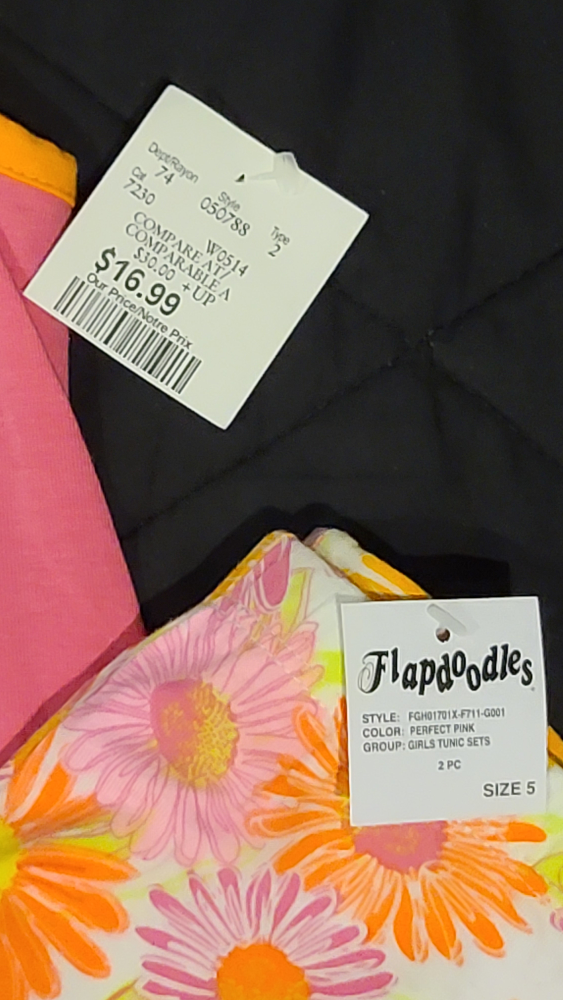 Dept/Rayon Style Type
74 050788 2
Cat.
7230 W0514
COMPARE AT/
COMPARABLE A
$30.00 + UP
$16.99
Our Price/Notre Prix
Flapdoodles
STYLE: FGH01701X-F711-G001
COLOR: PERFECT PINK
GROUP: GIRLS TUNIC SETS
2 PC
SIZE 5